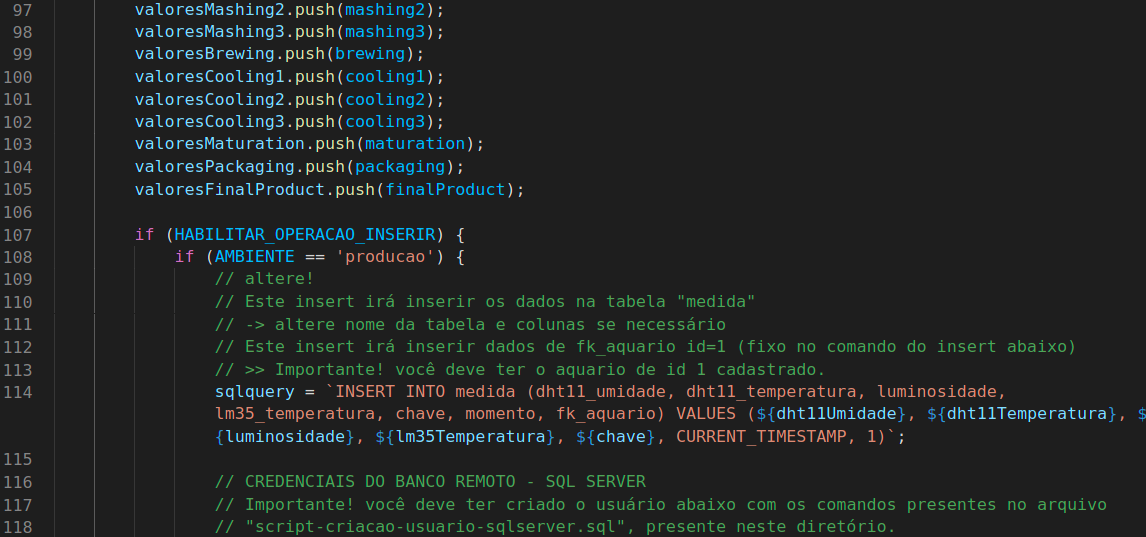 97 valoresMashing2.push(mashing2);
98 valoresMashing3.push(mashing3);
99 valoresBrewing.push(brewing);
100 valoresCooling1.push(cooling1);
101 valoresCooling2.push(cooling2);
102 valoresCooling3.push(cooling3);
103 valoresMaturation.push(maturation);
104 valoresPackaging.push(packaging);
105 valoresFinalProduct.push(finalProduct);
106
107 if (HABILITAR_OPERACAO_INSERIR) {
108 if (AMBIENTE == 'producao') {
109 // altere!
110 // Este insert irá inserir os dados na tabela "medida"
111 // -> altere nome da tabela e colunas se necessário
112 // Este insert irá inserir dados de fk_aquario id=1 (fixo no comando do insert abaixo)
113 // >> Importante! você deve ter o aquario de id 1 cadastrado.
114 sqlquery = `INSERT INTO medida (dht11_umidade, dht11_temperatura, luminosidade,
lm35_temperatura, chave, momento, fk_aquario) VALUES (${dht11Umidade}, ${dht11Temperatura}, $
{luminosidade}, ${lm35Temperatura}, ${chave}, CURRENT_TIMESTAMP, 1)`;
115
116 // CREDENCIAIS DO BANCO REMOTO - SQL SERVER
117 // Importante! você deve ter criado o usuário abaixo com os comandos presentes no arquivo
118 // "script-criacao-usuario-sqlserver.sql", presente neste diretório.